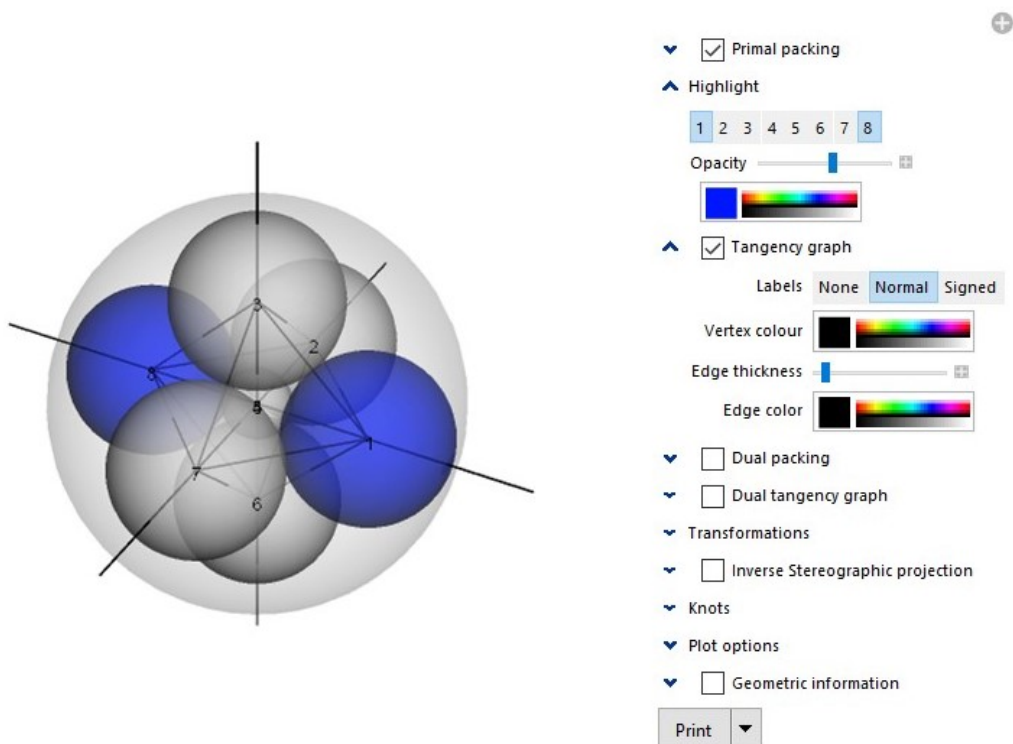 Primal packing
Highlight
1 2 3 4 5 6 7 8
Opacity
Tangency graph
Labels None Normal Signed
Vertex colour
Edge thickness
Edge color
Dual packing
Dual tangency graph
Transformations
Inverse Stereographic projection
Knots
Plot options
Geometric information
Print
3
2
8
1
7
6